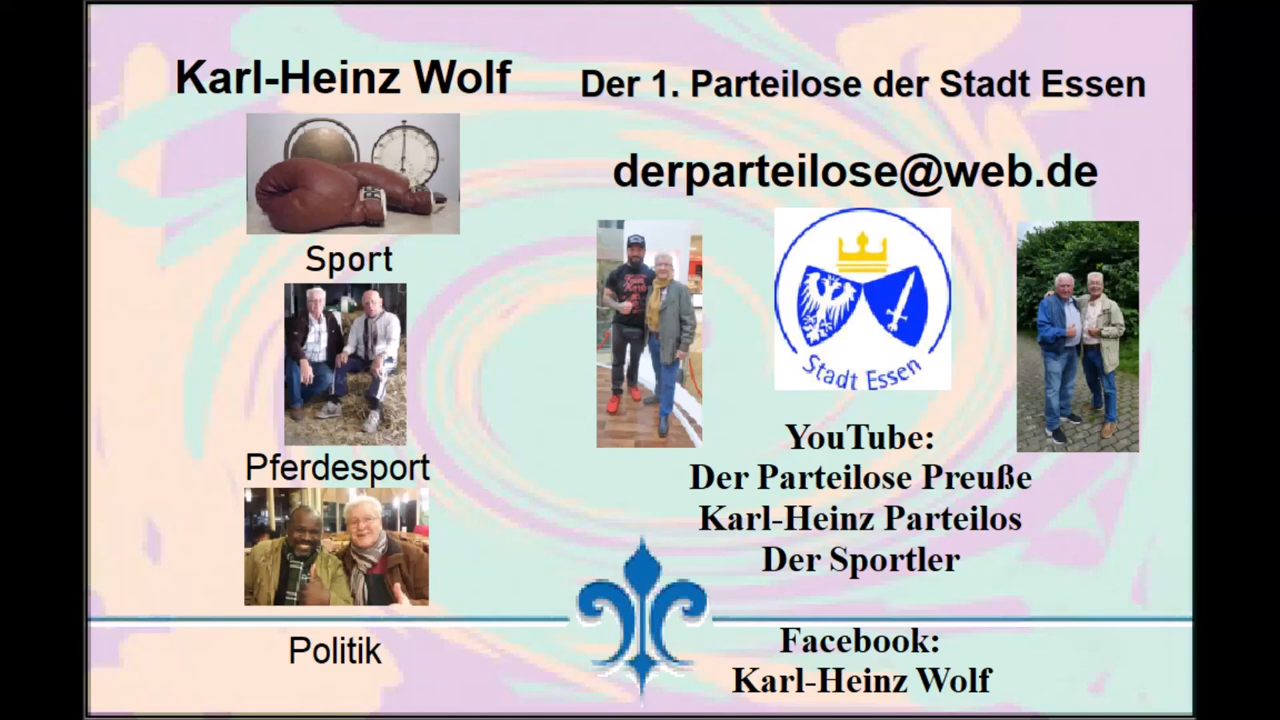 Karl-Heinz Wolf
Der 1. Parteilose der Stadt Essen
derparteilose@web.de
Sport
Pferdesport
Politik
Stadt Essen
YouTube:
Der Parteilose Preuße
Karl-Heinz Parteilos
Der Sportler
Facebook:
Karl-Heinz Wolf